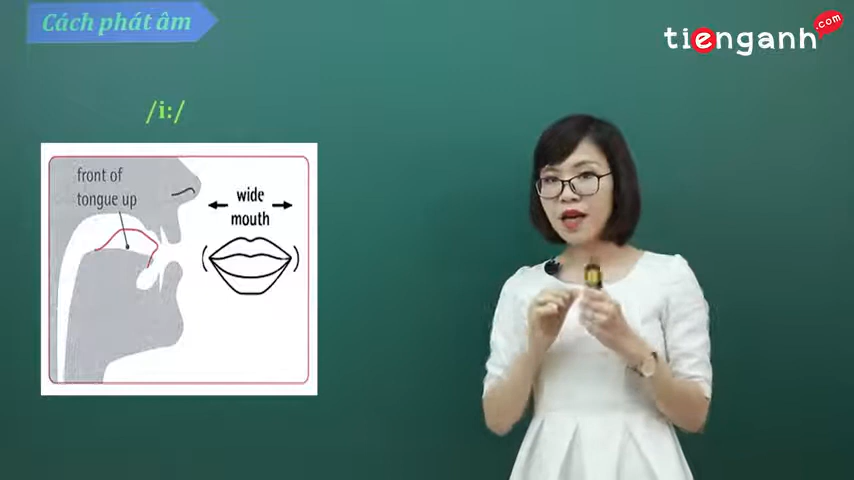 Cách phát âm
tienganh
.com
/i:/
front of
tongue up
wide
mouth